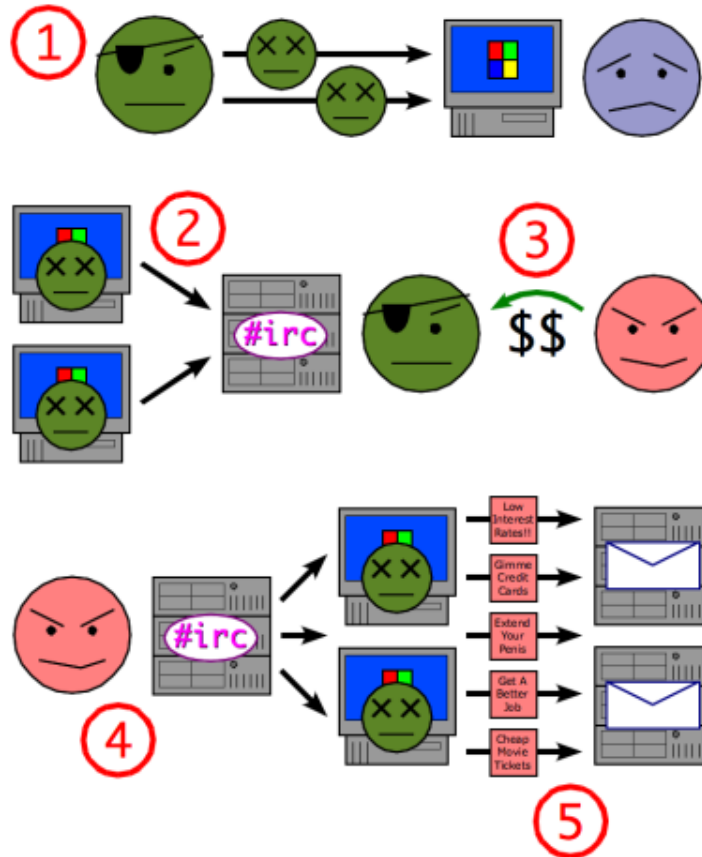 1
2
3
#irc
$$
Low
Interest
Rates!!
Gimme
Credit
Cards
#irc
Extend
Your
Penis
Get A
Better
Job
4
Cheap
Movie
Tickets
5